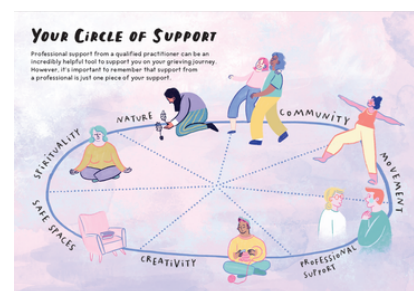 YOUR CIRCLE OF SUPPORT
Professional support from a qualified practitioner can be an
incredibly helpful tool to support you on your grieving journey.
However, it's important to remember that support from
a professional is just one piece of your support.
NATURE
COMMUNITY
SPIRITUALITY
MOVEMENT
SAFE SPACES
CREATIVITY
PROFESSIONAL
SUPPORT